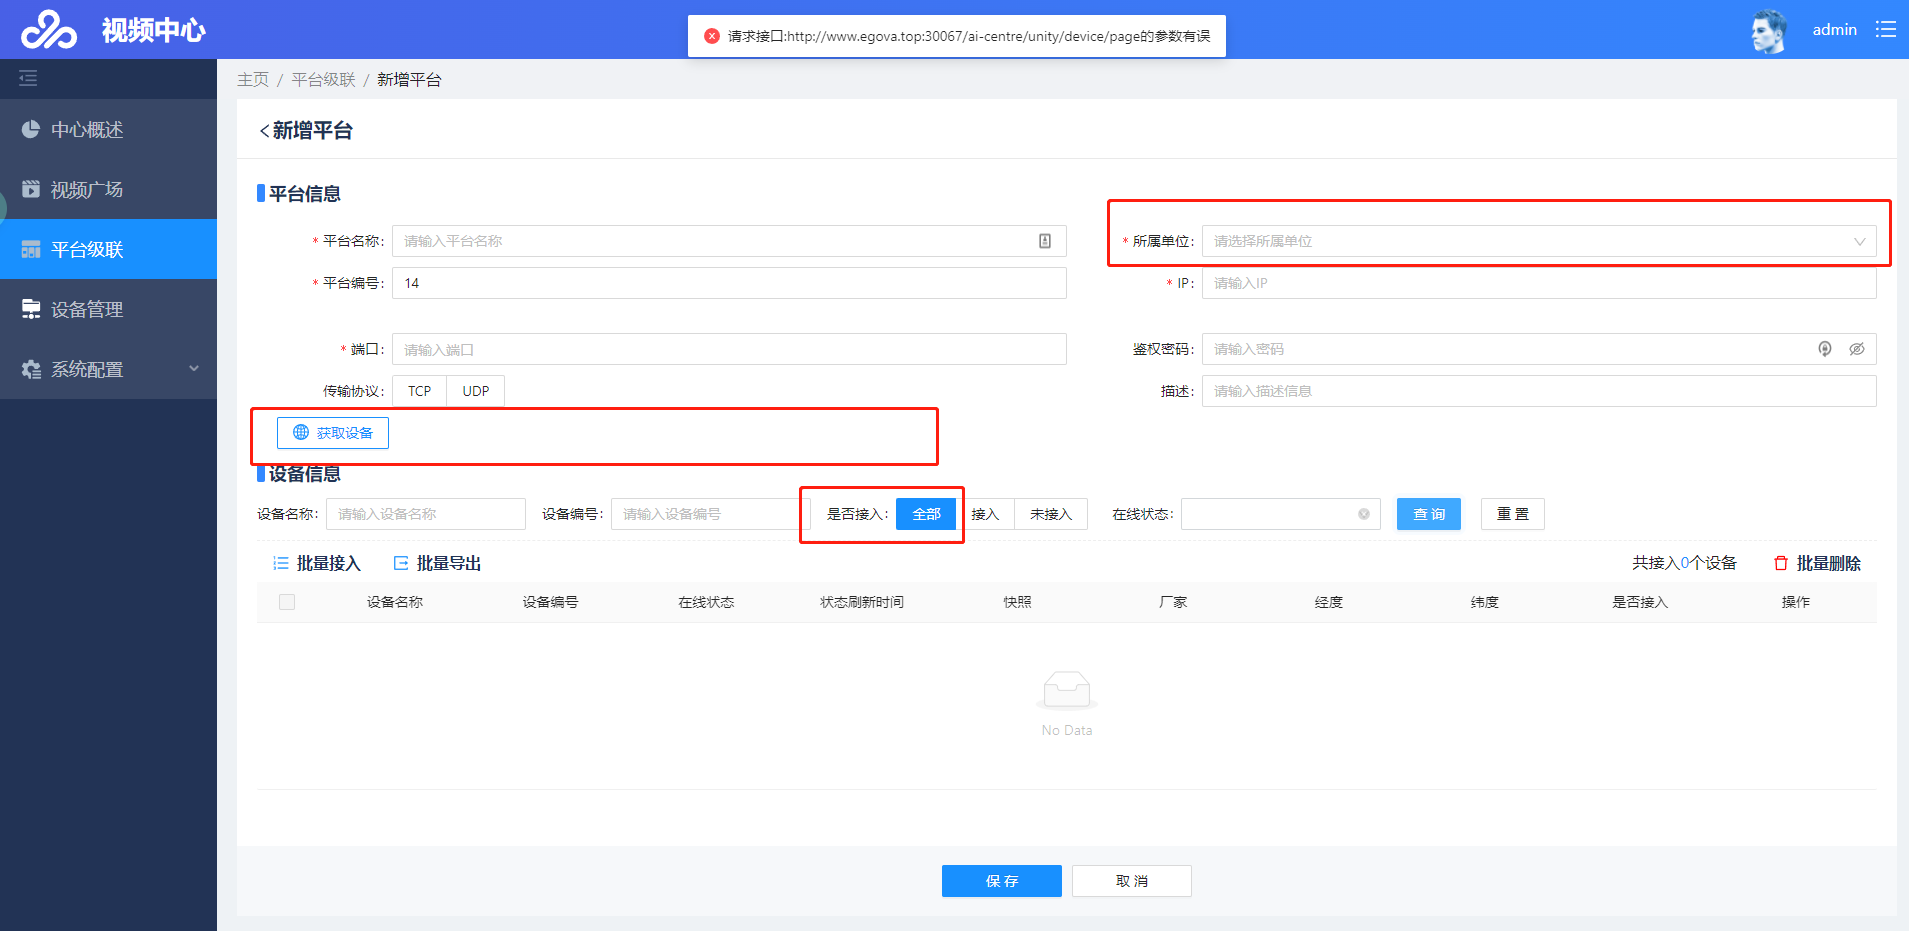 视频中心
请求接口:http://www.egova.top:30067/ai-centre/unity/device/page的参数有误
admin
主页 / 平台级联 / 新增平台
中心概述
视频广场
平台级联
设备管理
系统配置
<新增平台
平台信息
* 平台名称: 请输入平台名称
* 所属单位: 请选择所属单位
* 平台编号: 14
* IP: 请输入IP
* 端口: 请输入端口
鉴权密码: 请输入密码
传输协议: TCP UDP
描述: 请输入描述信息
获取设备
设备信息
设备名称: 请输入设备名称 设备编号: 请输入设备编号 是否接入: 全部 接入 未接入 在线状态: 查询 重置
批量接入 批量导出 共接入0个设备 批量删除
设备名称 设备编号 在线状态 状态刷新时间 快照 厂家 经度 纬度 是否接入 操作
No Data
保存 取消